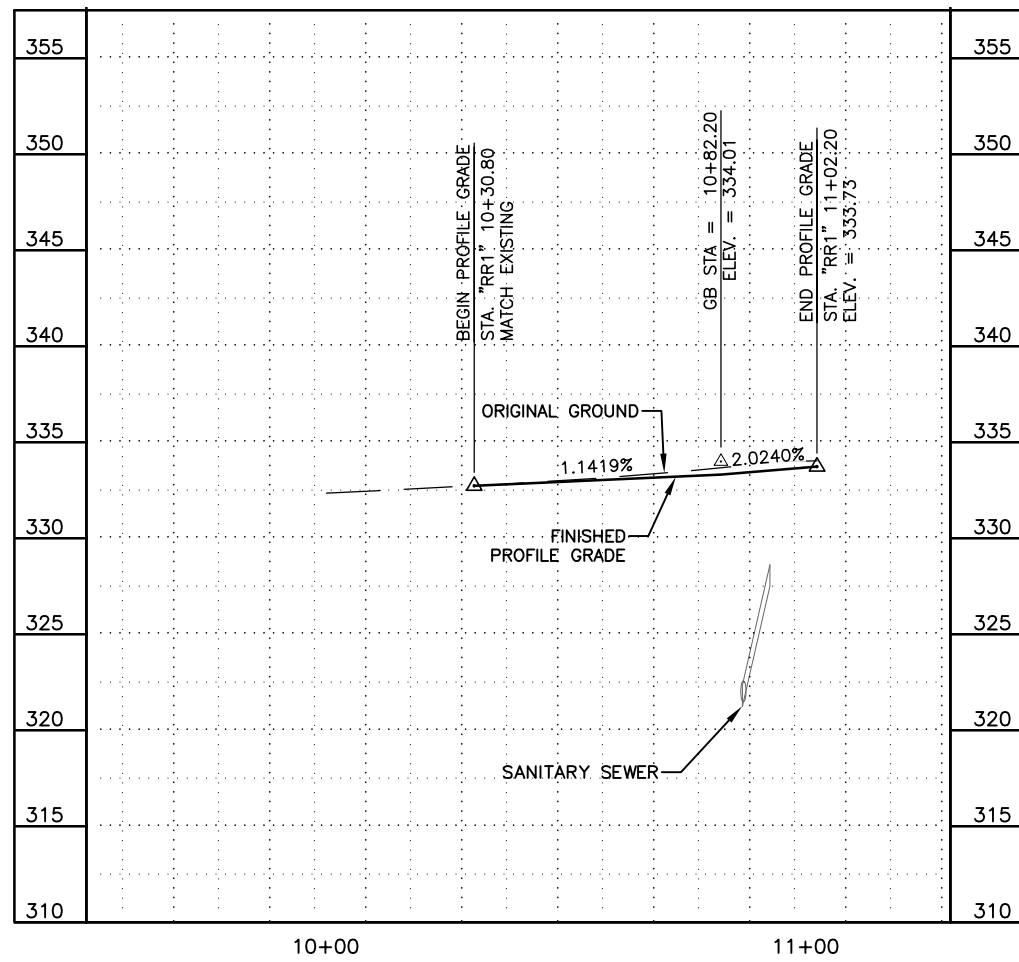 355
350
345
340
335
330
325
320
315
310
BEGIN PROFILE GRADE
STA. "RR1" 10+30.80
MATCH EXISTING
GB STA = 10+82.20
ELEV. = 334.01
END PROFILE GRADE
STA. "RR1" 11+02.20
ELEV. = 333.73
ORIGINAL GROUND
1.1419%
2.0240%
FINISHED
PROFILE GRADE
SANITARY SEWER
355
350
345
340
335
330
325
320
315
310
10+00
11+00